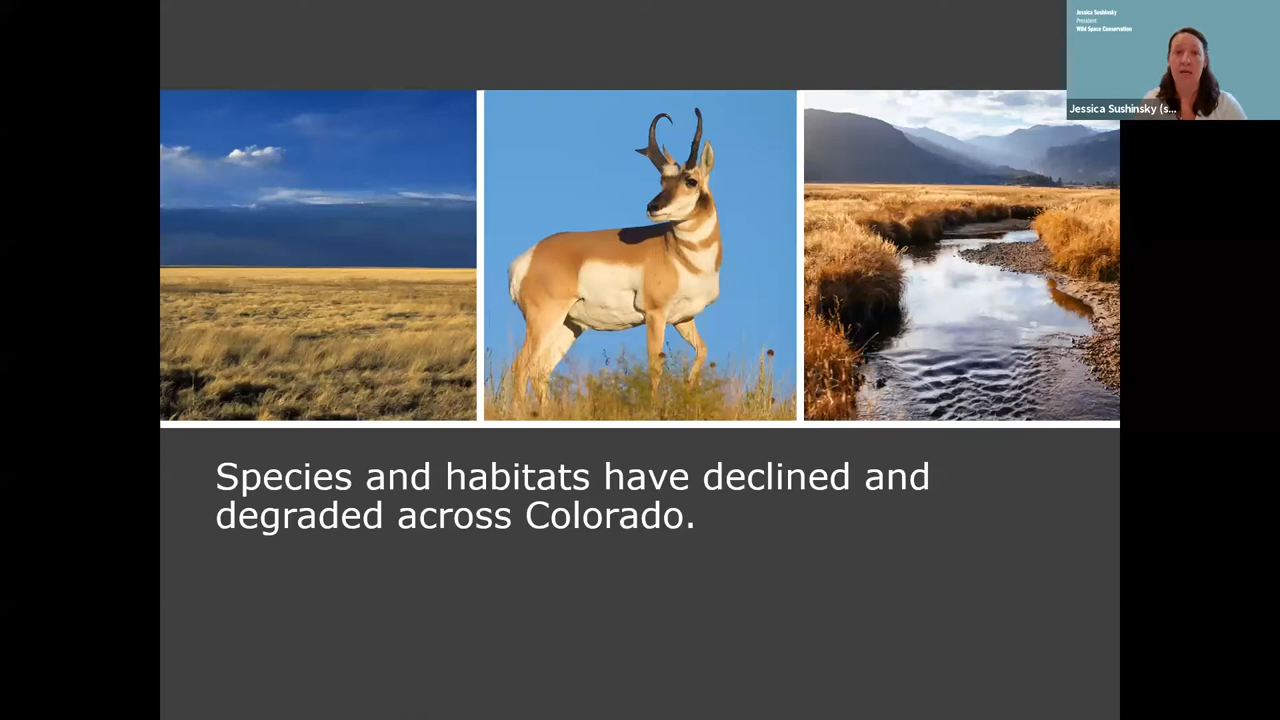 Jessica Sushinsky
President
Wild Space Conservation
Jessica Sushinsky (s...
Species and habitats have declined and
degraded across Colorado.